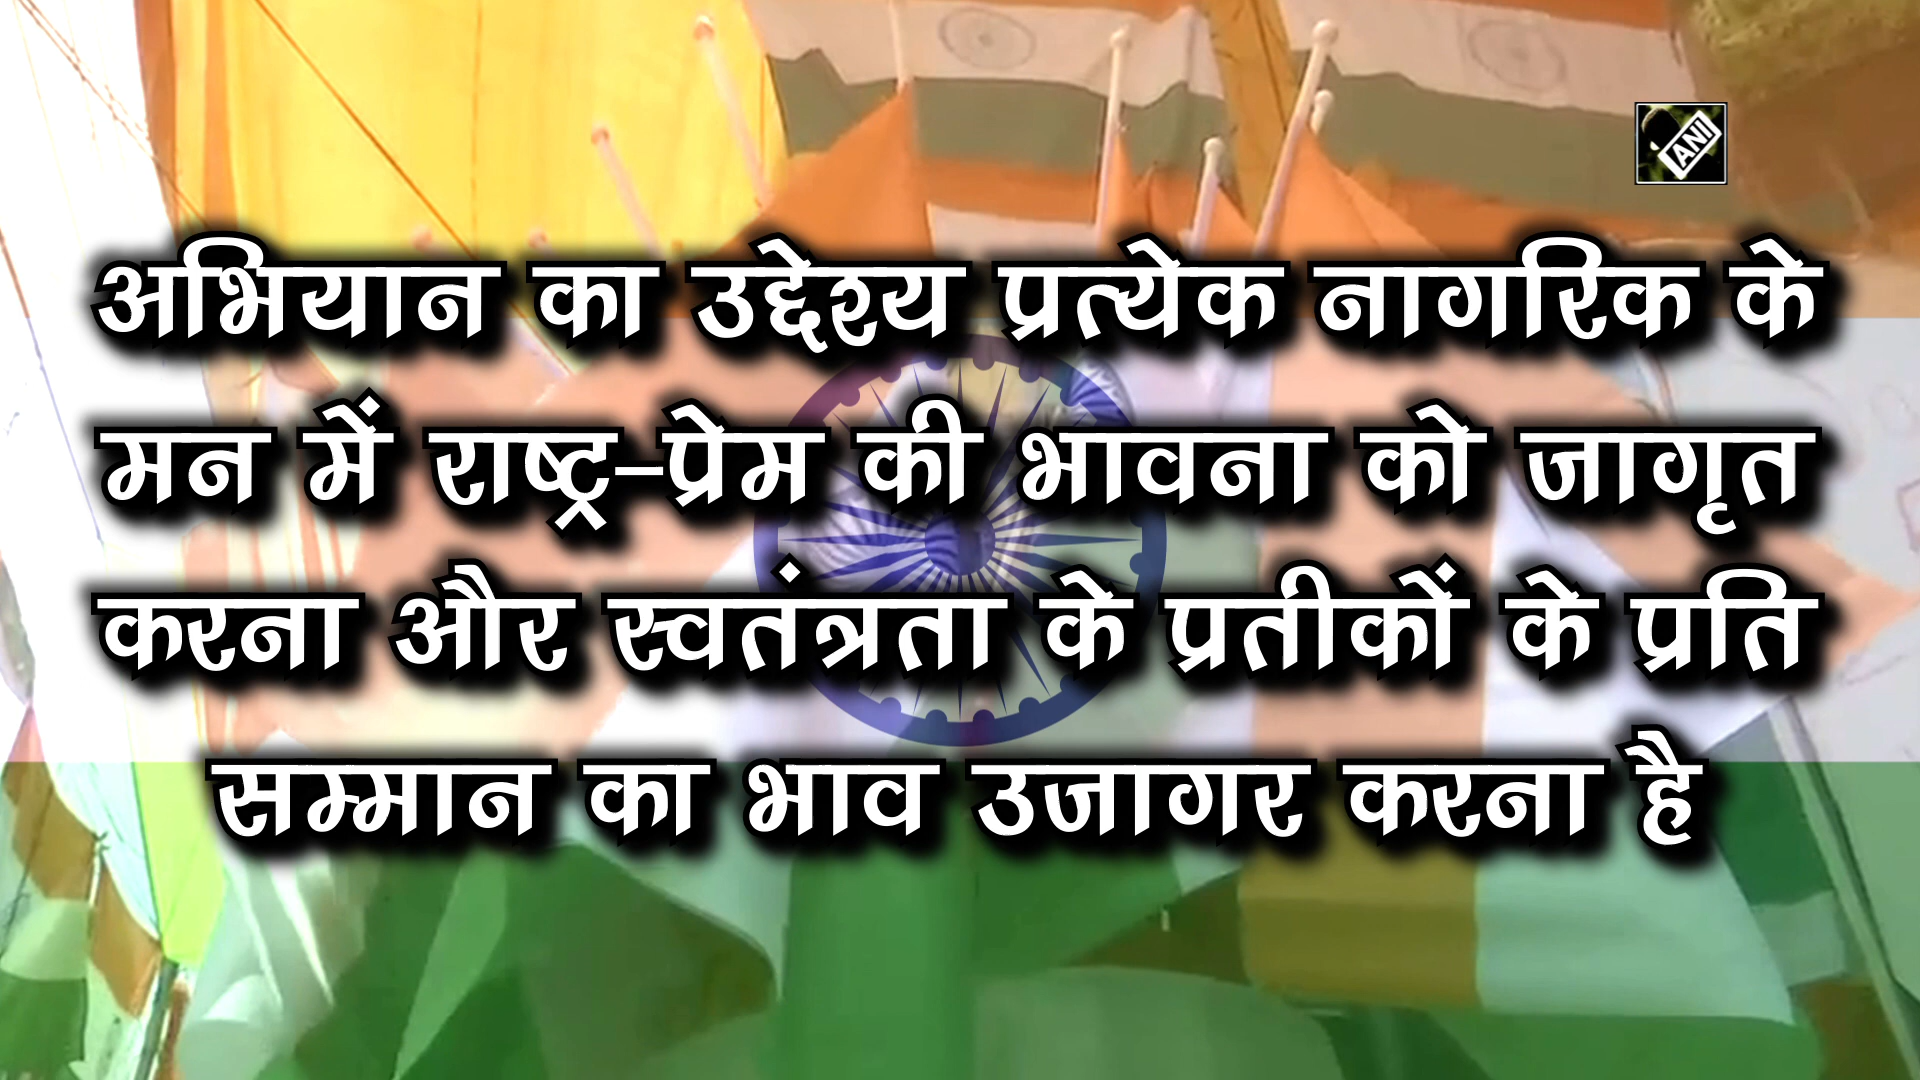 ANI
अभियान का उद्देश्य प्रत्येक नागरिक के
मन में राष्ट्र-प्रेम की भावना को जागृत
करना और स्वतंत्रता के प्रतीकों के प्रति
सम्मान का भाव उजागर करना है